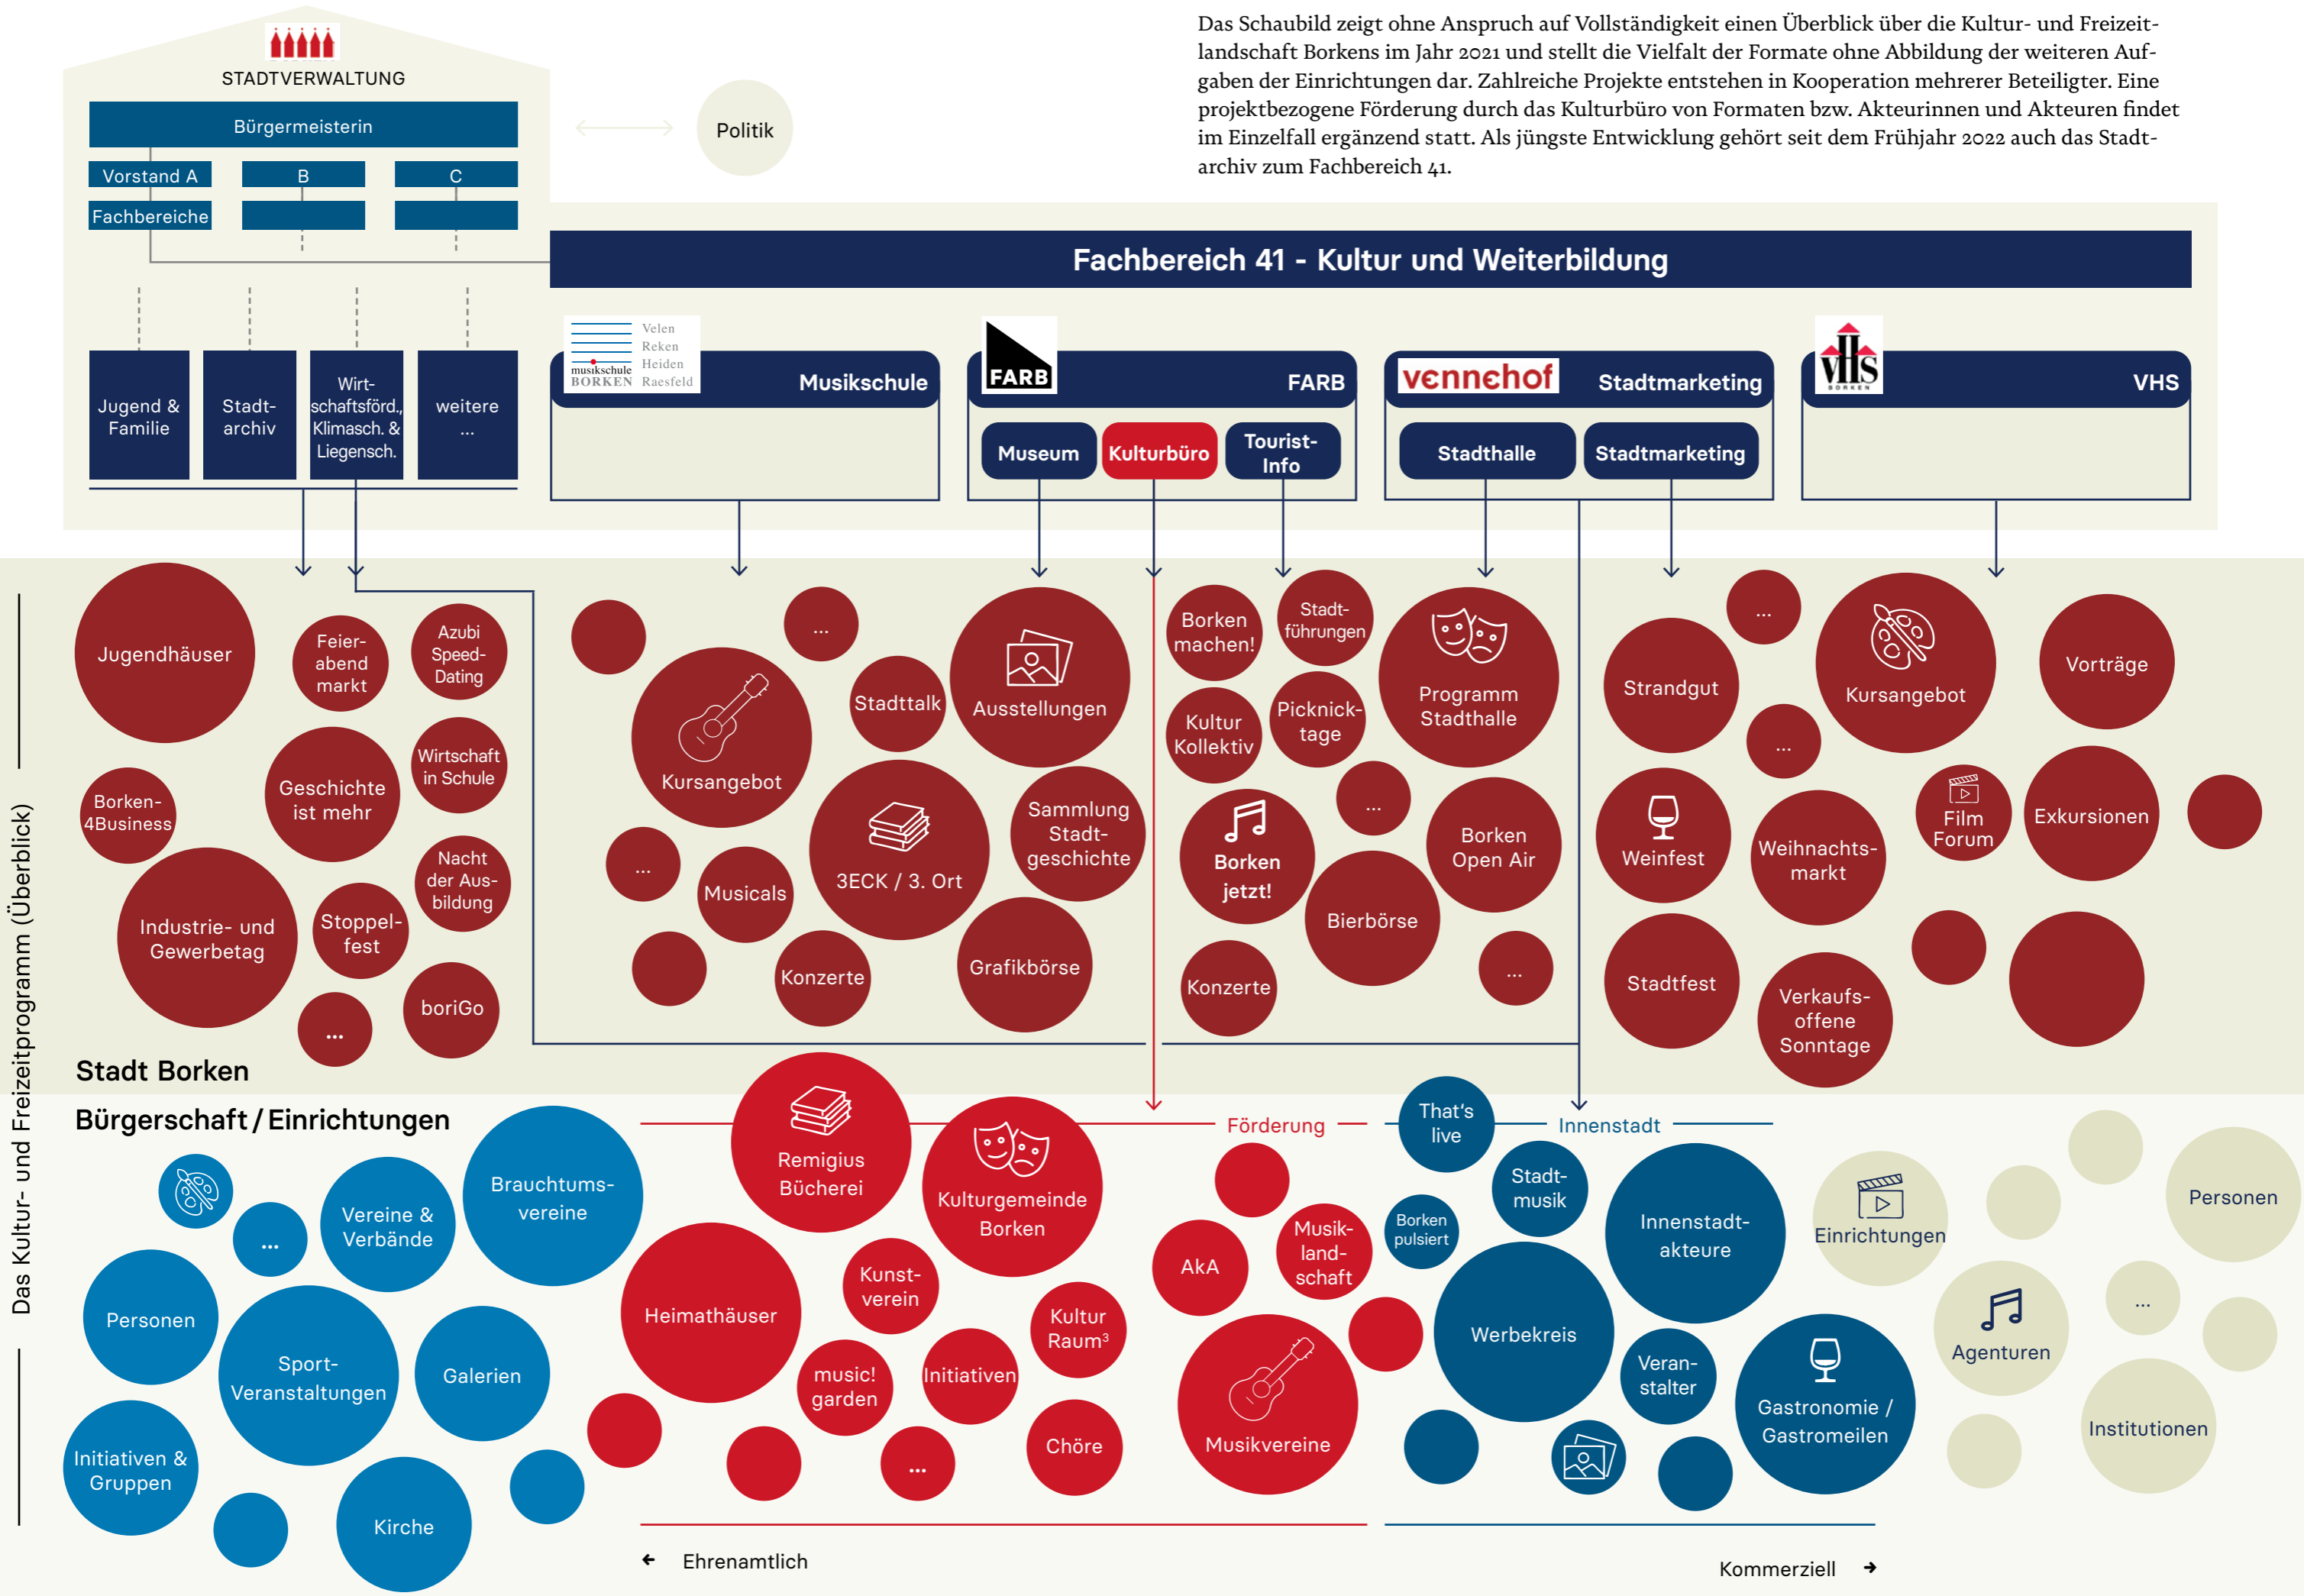 Das Schaubild zeigt ohne Anspruch auf Vollständigkeit einen Überblick über die Kultur- und Freizeit-
landschaft Borkens im Jahr 2021 und stellt die Vielfalt der Formate ohne Abbildung der weiteren Auf-
gaben der Einrichtungen dar. Zahlreiche Projekte entstehen in Kooperation mehrerer Beteiligter. Eine
projektbezogene Förderung durch das Kulturbüro von Formaten bzw. Akteurinnen und Akteuren findet
im Einzelfall ergänzend statt. Als jüngste Entwicklung gehört seit dem Frühjahr 2022 auch das Stadt-
archiv zum Fachbereich 41.
STADTVERWALTUNG
Bürgermeisterin
Vorstand A
B
C
Fachbereiche
Politik
Fachbereich 41 - Kultur und Weiterbildung
Jugend &
Familie
Stadt-
archiv
Wirt-
schaftsförd.,
Klimasch. &
Liegensch.
weitere
...
Velen
Reken
Heiden
Raesfeld
musikschule
BORKEN
Musikschule
FARB
FARB
Museum
Kulturbüro
Tourist-
Info
vennehof
Stadtmarketing
Stadthalle
Stadtmarketing
VHS
BORKEN
VHS
Das Kultur- und Freizeitprogramm (Überblick)
Jugendhäuser
Feier-
abend
markt
Azubi
Speed-
Dating
Borken-
4Business
Geschichte
ist mehr
Wirtschaft
in Schule
Industrie- und
Gewerbetag
Stoppel-
fest
Nacht
der Aus-
bildung
...
boriGo
...
Kursangebot
Stadttalk
Ausstellungen
...
Musicals
3ECK / 3. Ort
Sammlung
Stadt-
geschichte
Konzerte
Grafikbörse
Borken
machen!
Stadt-
führungen
Kultur
Kollektiv
Picknick-
tage
Programm
Stadthalle
...
Borken
jetzt!
Borken
Open Air
Bierbörse
Konzerte
...
Strandgut
...
...
Weinfest
Weihnachts-
markt
Stadtfest
Verkaufs-
offene
Sonntage
Kursangebot
Vorträge
Film
Forum
Exkursionen
Stadt Borken
Bürgerschaft / Einrichtungen
...
Vereine &
Verbände
Brauchtums-
vereine
Personen
Sport-
Veranstaltungen
Galerien
Initiativen &
Gruppen
Kirche
Förderung
Remigius
Bücherei
Kulturgemeinde
Borken
Heimathäuser
Kunst-
verein
Kultur
Raum³
music!
garden
Initiativen
...
Chöre
AkA
Musik-
land-
schaft
Musikvereine
Innenstadt
That's
live
Stadt-
musik
Borken
pulsiert
Innenstadt-
akteure
Werbekreis
Veran-
stalter
Gastronomie /
Gastromeilen
Einrichtungen
Personen
Agenturen
...
Institutionen
← Ehrenamtlich
Kommerziell →